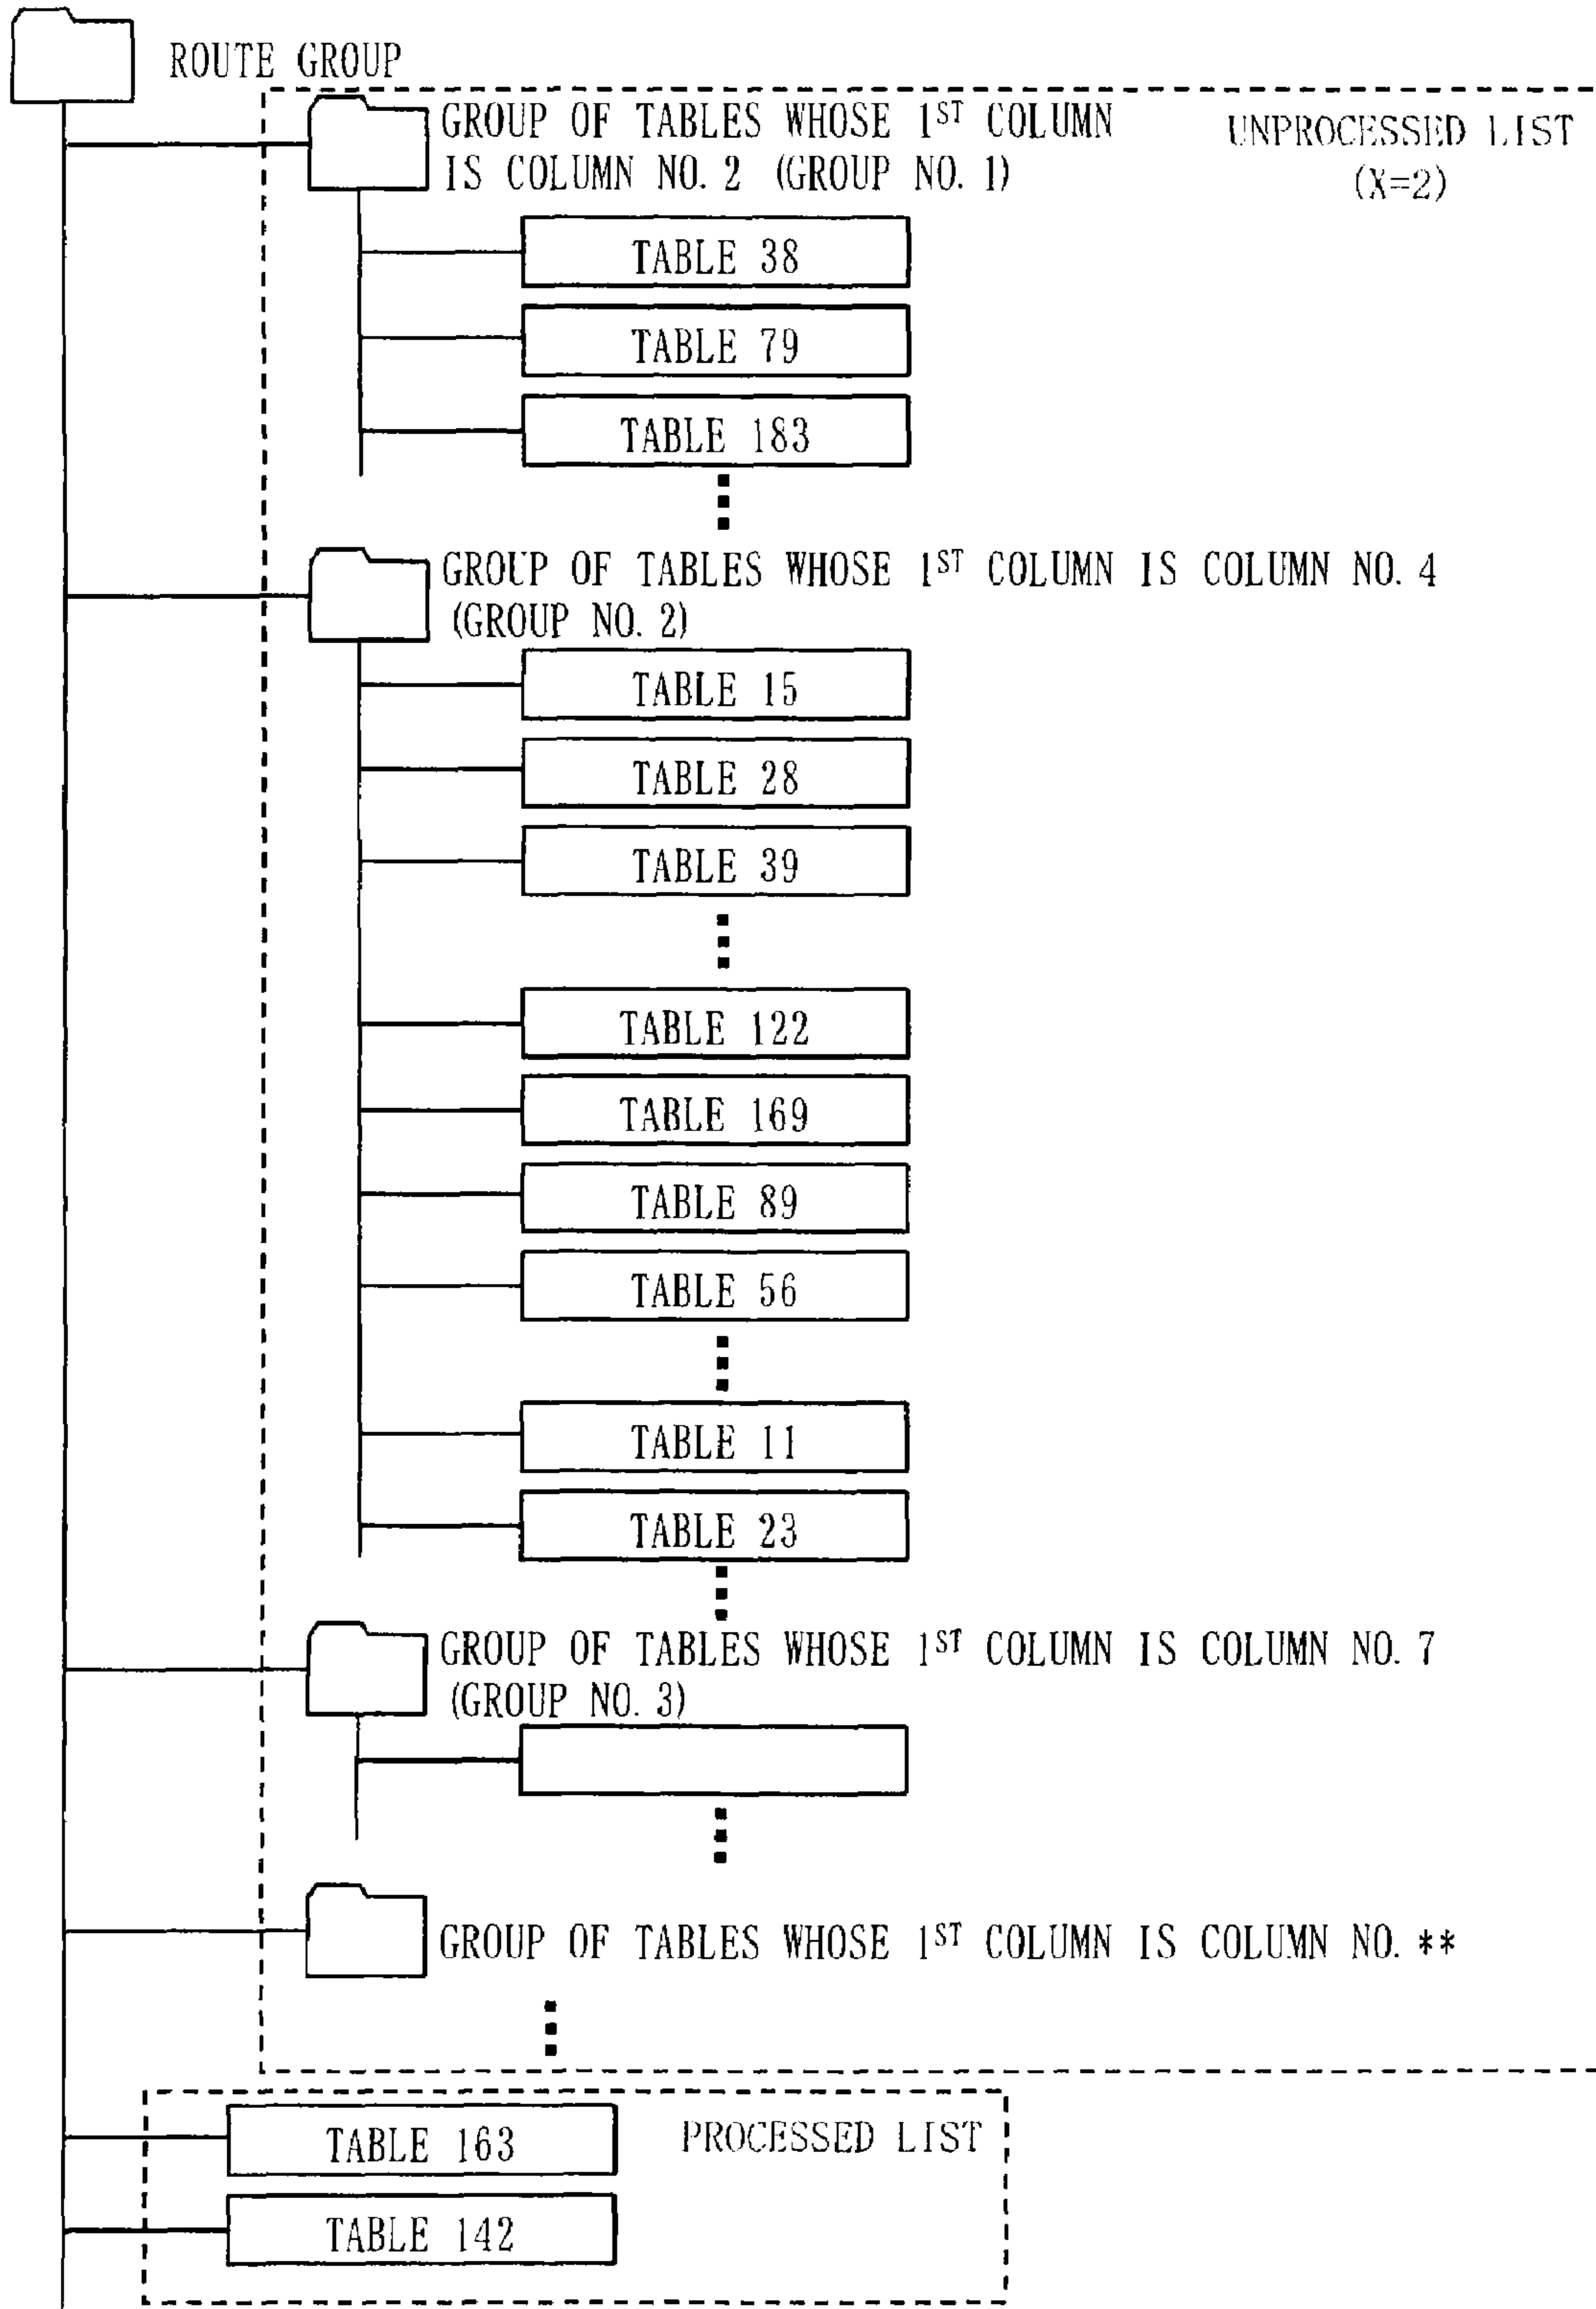 ROUTE GROUP
GROUP OF TABLES WHOSE 1ST COLUMN
IS COLUMN NO. 2 (GROUP NO. 1)
UNPROCESSED LIST
(X=2)
TABLE 38
TABLE 79
TABLE 183
GROUP OF TABLES WHOSE 1ST COLUMN IS COLUMN NO. 4
(GROUP NO. 2)
TABLE 15
TABLE 28
TABLE 39
TABLE 122
TABLE 169
TABLE 89
TABLE 56
TABLE 11
TABLE 23
GROUP OF TABLES WHOSE 1ST COLUMN IS COLUMN NO. 7
(GROUP NO. 3)
GROUP OF TABLES WHOSE 1ST COLUMN IS COLUMN NO. **
TABLE 163
PROCESSED LIST
TABLE 142